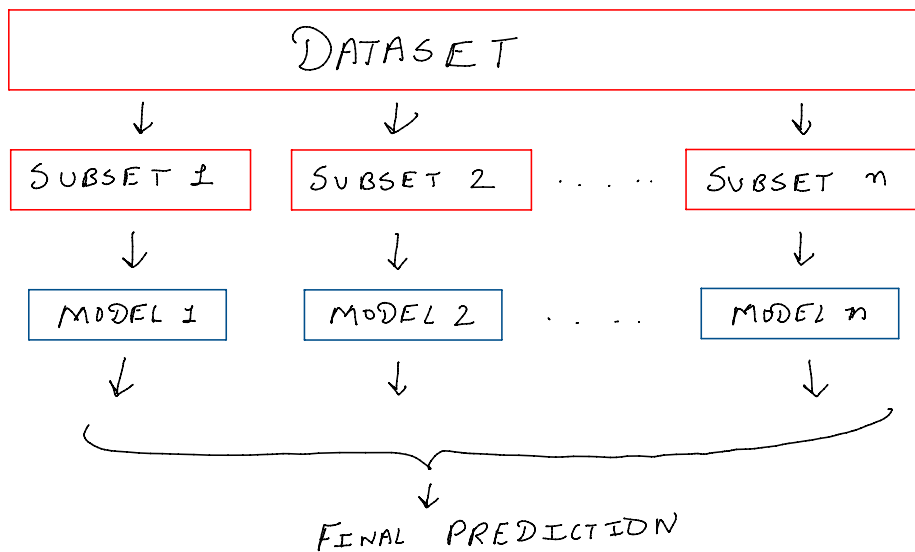 DATASET
SUBSET 1 SUBSET 2 ..... SUBSET n
MODEL 1 MODEL 2 ..... MODEL n
FINAL PREDICTION